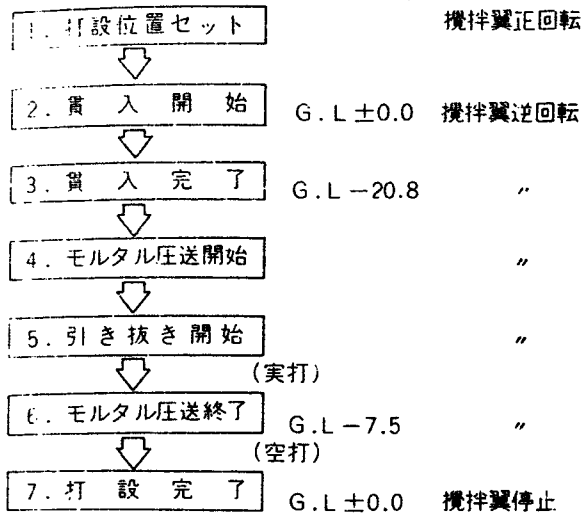 1. 打設位置セット 攪拌翼正回転
2. 貫入開始 G.L±0.0 攪拌翼逆回転
3. 貫入完了 G.L−20.8 〃
4. モルタル圧送開始 〃
5. 引き抜き開始 〃
(実打)
6. モルタル圧送終了 G.L−7.5 〃
(空打)
7. 打設完了 G.L±0.0 攪拌翼停止